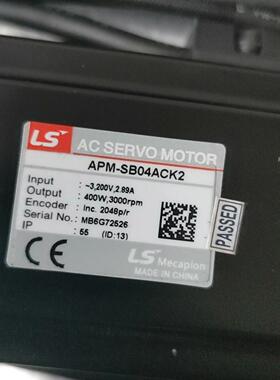 LS AC SERVO MOTOR
APM-SB04ACK2
Input : ~3,200V,2.89A
Output : 400W,3000rpm
Encoder : Inc. 2048p/r
Serial No. : MB6G72526
IP : 55 (ID:13)
PASSED
CE
LS Mecapion
MADE IN CHINA